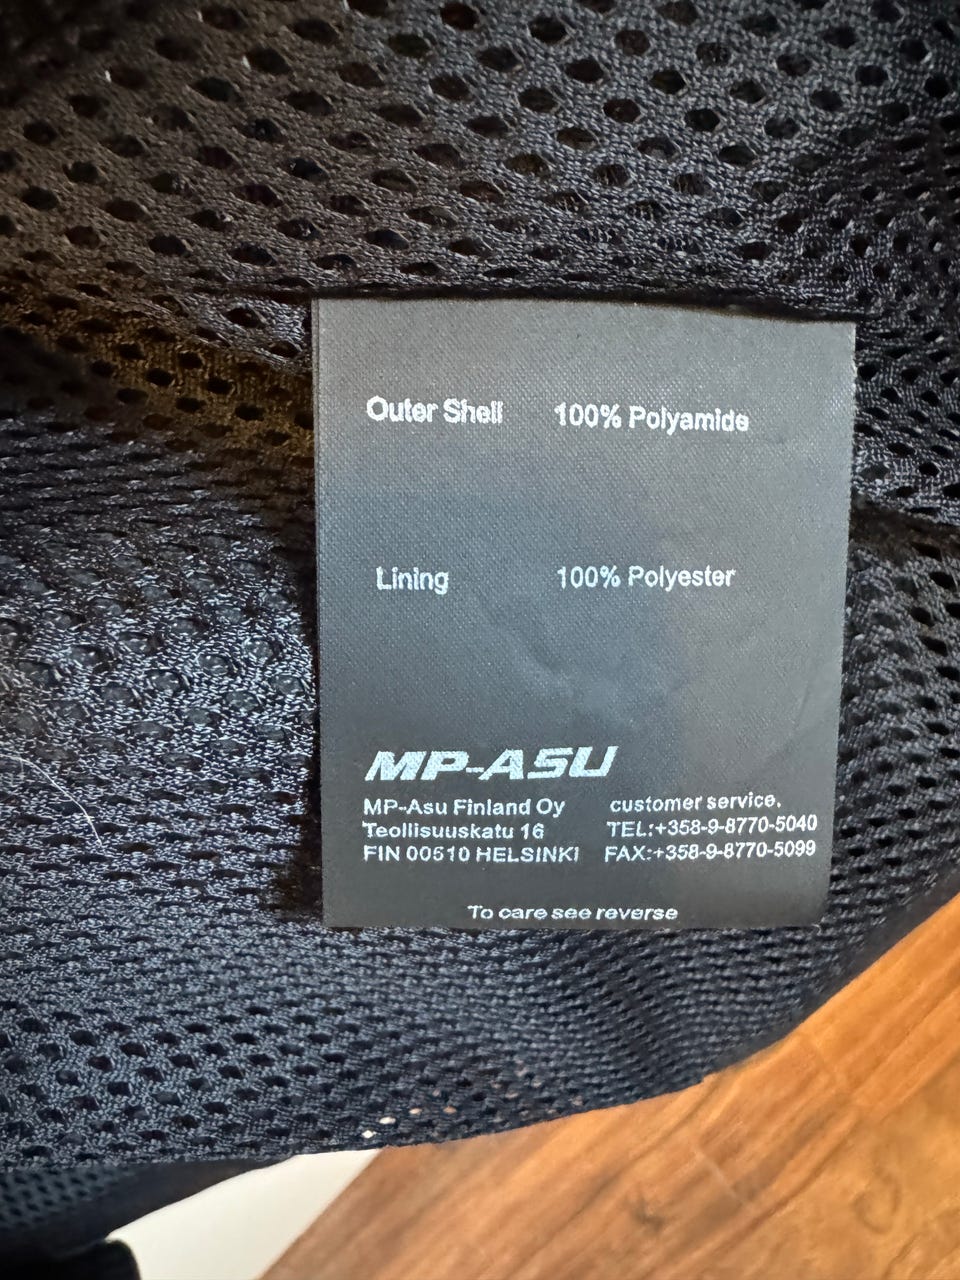 Outer Shell 100% Polyamide
Lining 100% Polyester
MP-ASU
MP-Asu Finland Oy customer service.
Teollisuuskatu 16 TEL:+358-9-8770-5040
FIN 00510 HELSINKI FAX:+358-9-8770-5099
To care see reverse